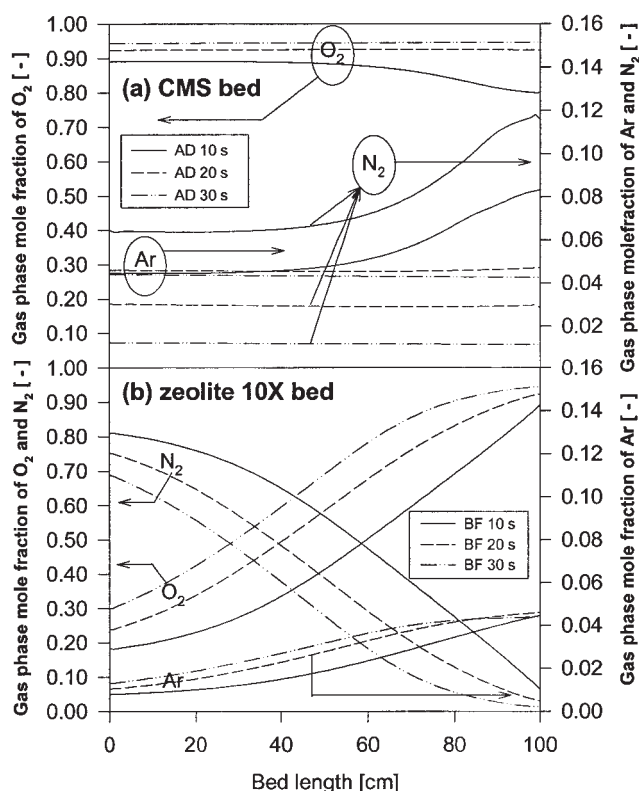 Gas phase mole fraction of O2 [ - ]
1.00
0.90
0.80
0.70
0.60
0.50
0.40
0.30
0.20
0.10
(a) CMS bed
AD 10 s
AD 20 s
AD 30 s
O2
N2
Ar
0.16
0.14
0.12
0.10
0.08
0.06
0.04
0.02
Gas phase molefraction of Ar and N2 [ - ]
Gas phase mole fraction of O2 and N2 [ - ]
1.00
0.90
0.80
0.70
0.60
0.50
0.40
0.30
0.20
0.10
0.00
(b) zeolite 10X bed
N2
O2
Ar
BF 10 s
BF 20 s
BF 30 s
0.16
0.14
0.12
0.10
0.08
0.06
0.04
0.02
0.00
Gas phase mole fraction of Ar [ - ]
0 20 40 60 80 100
Bed length [cm]